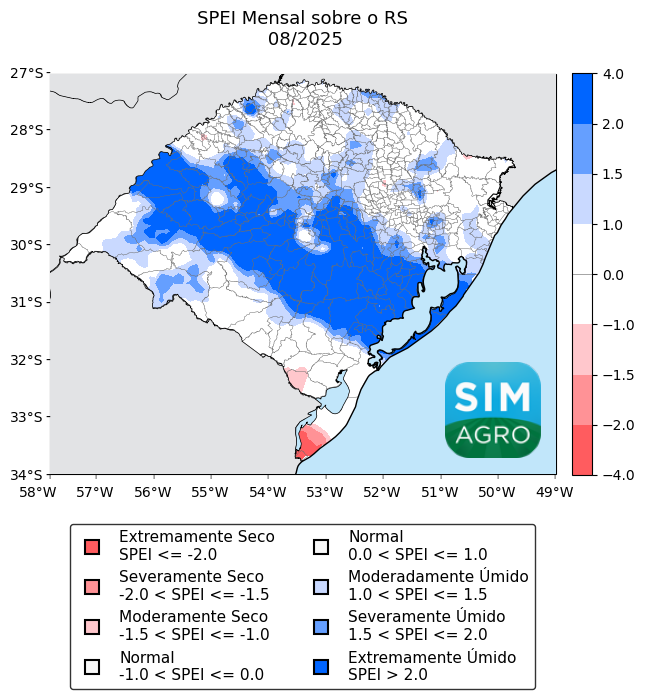 SPEI Mensal sobre o RS
08/2025
27°S
28°S
29°S
30°S
31°S
32°S
33°S
34°S
58°W 57°W 56°W 55°W 54°W 53°W 52°W 51°W 50°W 49°W
4.0
2.0
1.5
1.0
0.0
−1.0
−1.5
−2.0
−4.0
SIM
AGRO
Extremamente Seco
SPEI <= -2.0
Severamente Seco
-2.0 < SPEI <= -1.5
Moderamente Seco
-1.5 < SPEI <= -1.0
Normal
-1.0 < SPEI <= 0.0
Normal
0.0 < SPEI <= 1.0
Moderadamente Úmido
1.0 < SPEI <= 1.5
Severamente Úmido
1.5 < SPEI <= 2.0
Extremamente Úmido
SPEI > 2.0